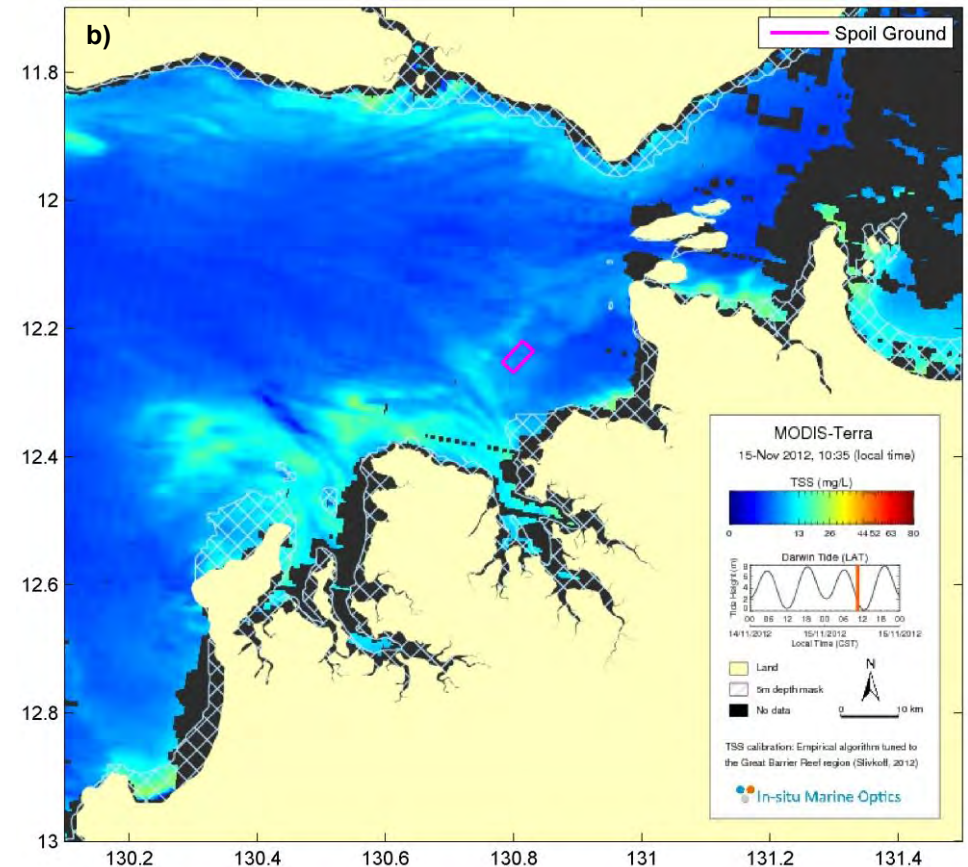 b)
Spoil Ground
11.8
12
12.2
12.4
12.6
12.8
13
130.2
130.4
130.6
130.8
131
131.2
131.4
MODIS-Terra
15-Nov 2012, 10:35 (local time)
TSS (mg/L)
0 13 26 44 52 63 80
Darwin Tide (LAT)
Tide Height (m)
8
6
4
2
0
00 06 12 18 00 06 12 18 00
14/11/2012 15/11/2012 16/11/2012
Local Time (CST)
Land
5m depth mask
No data
N
0 10 km
TSS calibration: Empirical algorithm tuned to
the Great Barrier Reef region (Slivkoff, 2012)
In-situ Marine Optics